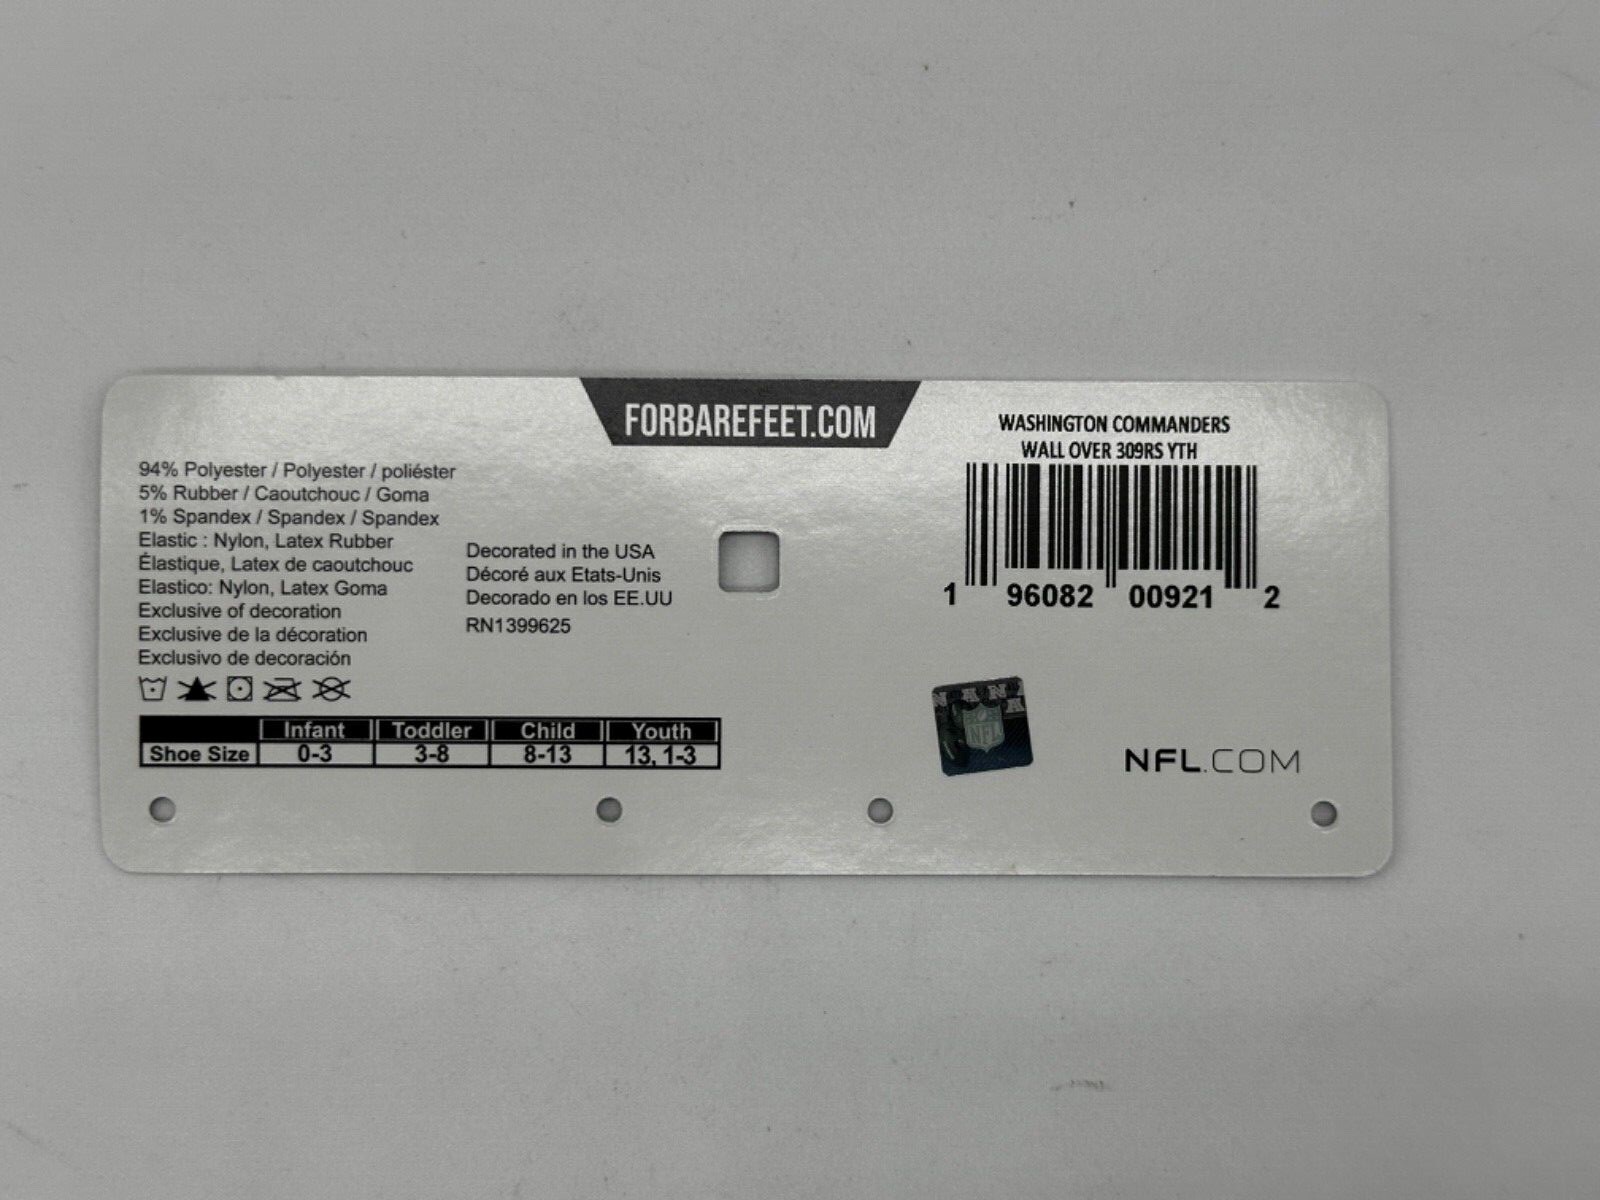 FORBAREFEET.COM
WASHINGTON COMMANDERS
WALL OVER 309RS YTH
1 96082 00921 2
94% Polyester / Polyester / poliéster
5% Rubber / Caoutchouc / Goma
1% Spandex / Spandex / Spandex
Elastic : Nylon, Latex Rubber
Élastique, Latex de caoutchouc
Elastico: Nylon, Latex Goma
Exclusive of decoration
Exclusive de la décoration
Exclusivo de decoración
Decorated in the USA
Décoré aux Etats-Unis
Decorado en los EE.UU
RN1399625
Infant Toddler Child Youth
Shoe Size 0-3 3-8 8-13 13, 1-3
NFL
NFL.COM